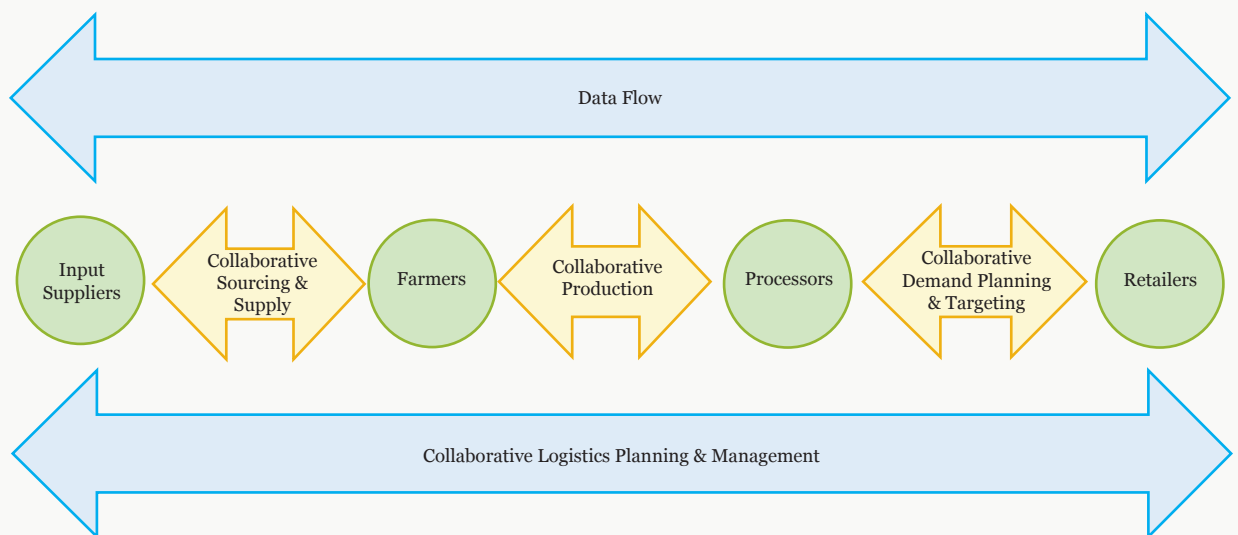 Data Flow
Input
Suppliers
Collaborative
Sourcing &
Supply
Farmers
Collaborative
Production
Processors
Collaborative
Demand Planning
& Targeting
Retailers
Collaborative Logistics Planning & Management